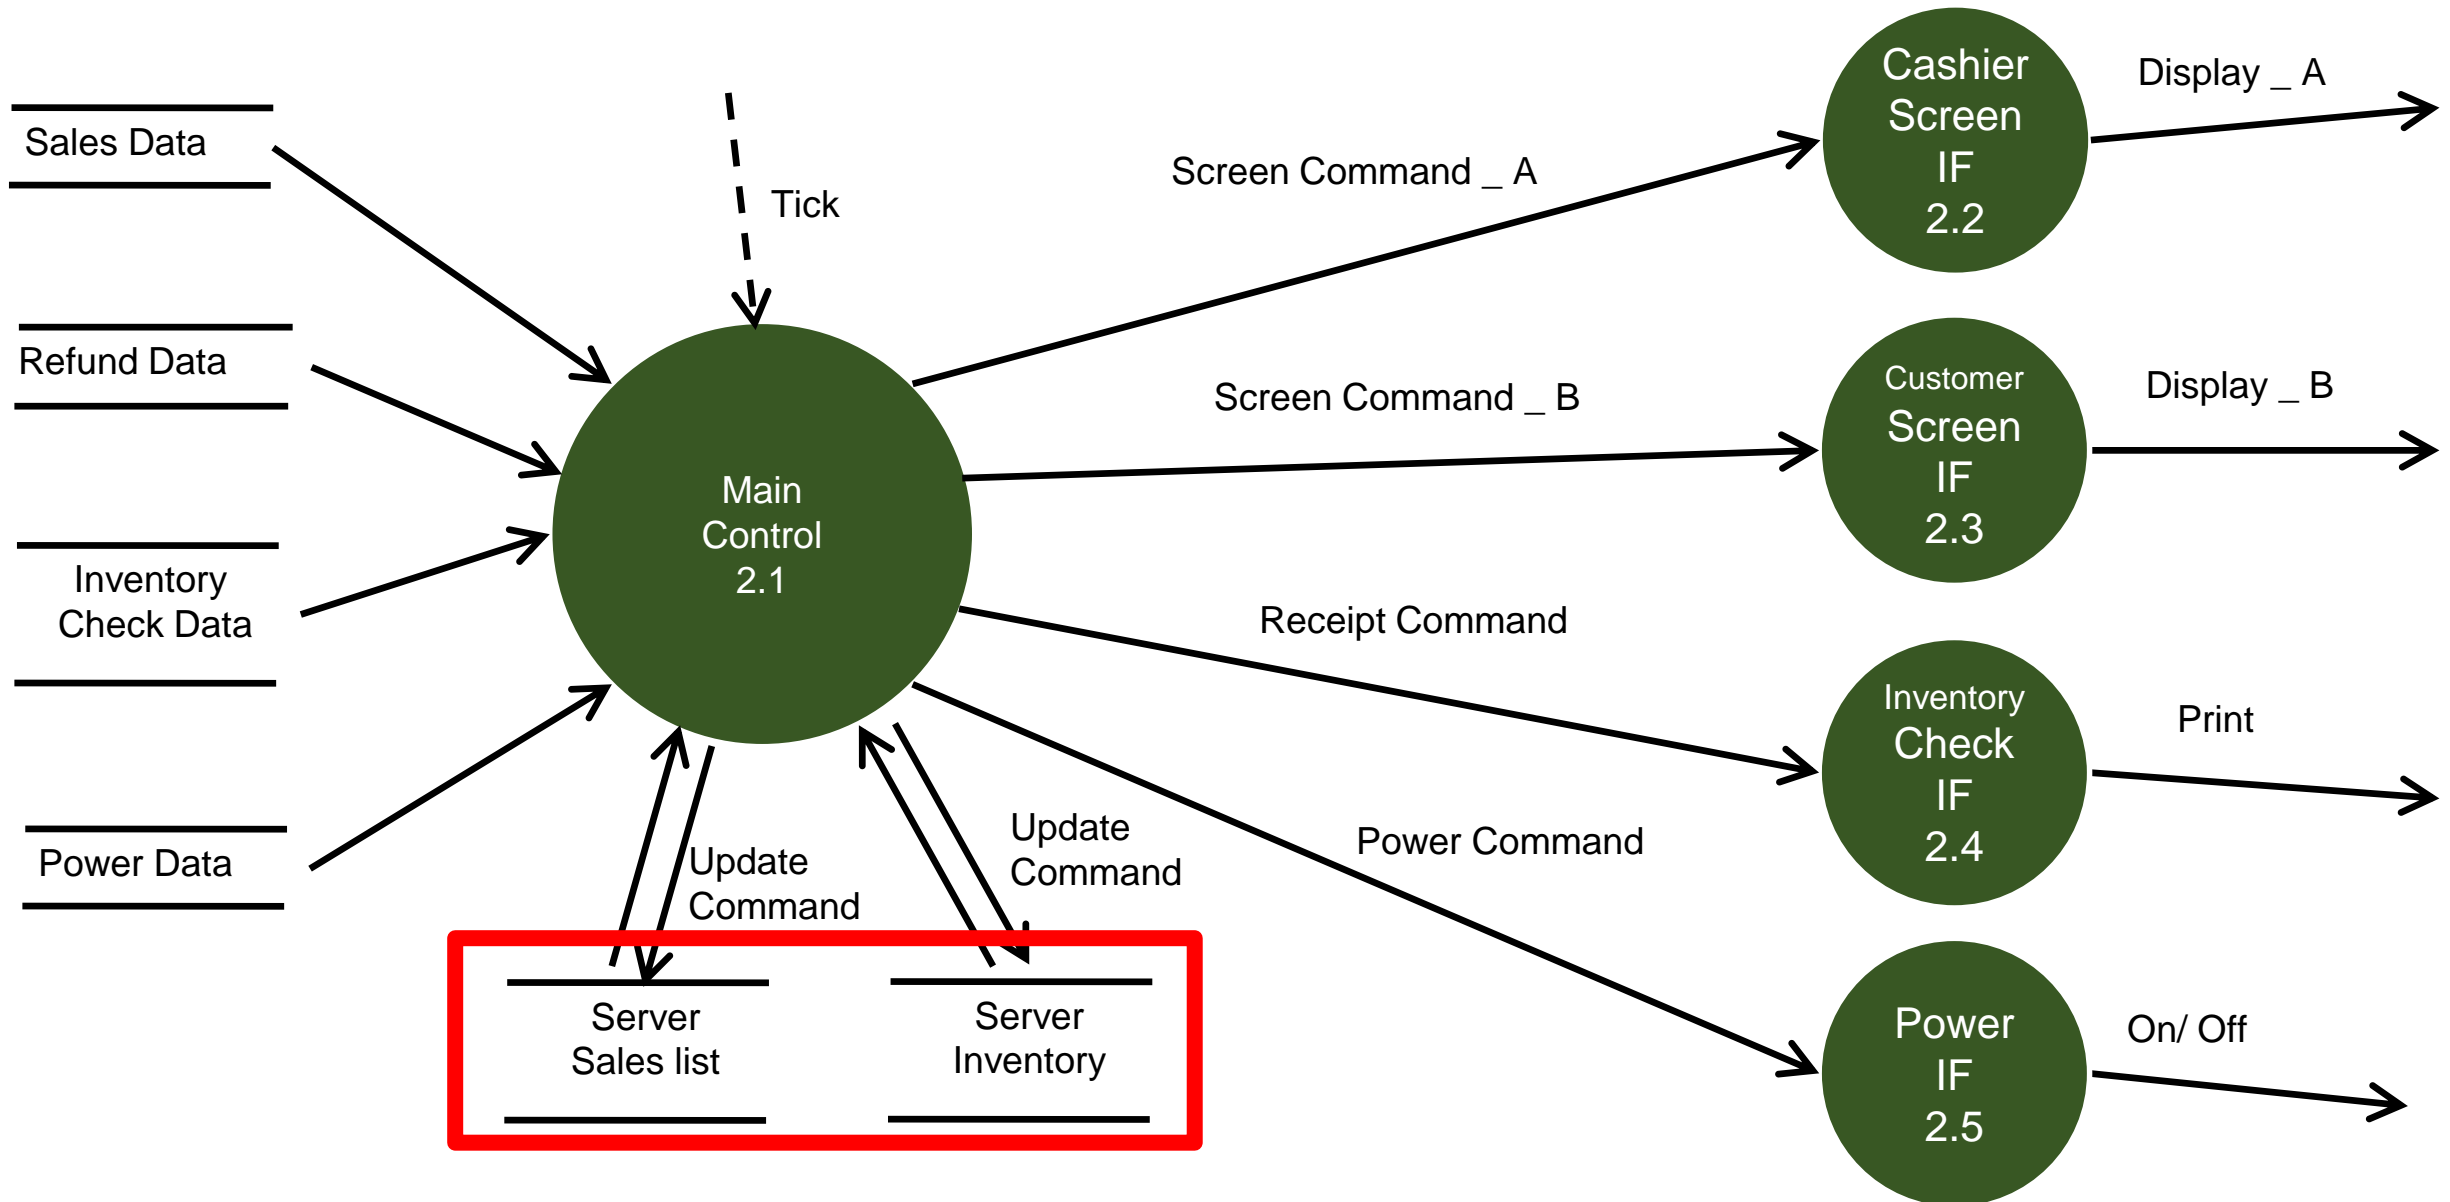 Sales Data
Refund Data
Inventory
Check Data
Power Data
Tick
Main
Control
2.1
Update
Command
Update
Command
Server
Sales list
Server
Inventory
Screen Command _ A
Screen Command _ B
Receipt Command
Power Command
Cashier
Screen
IF
2.2
Display _ A
Customer
Screen
IF
2.3
Display _ B
Inventory
Check
IF
2.4
Print
Power
IF
2.5
On/ Off